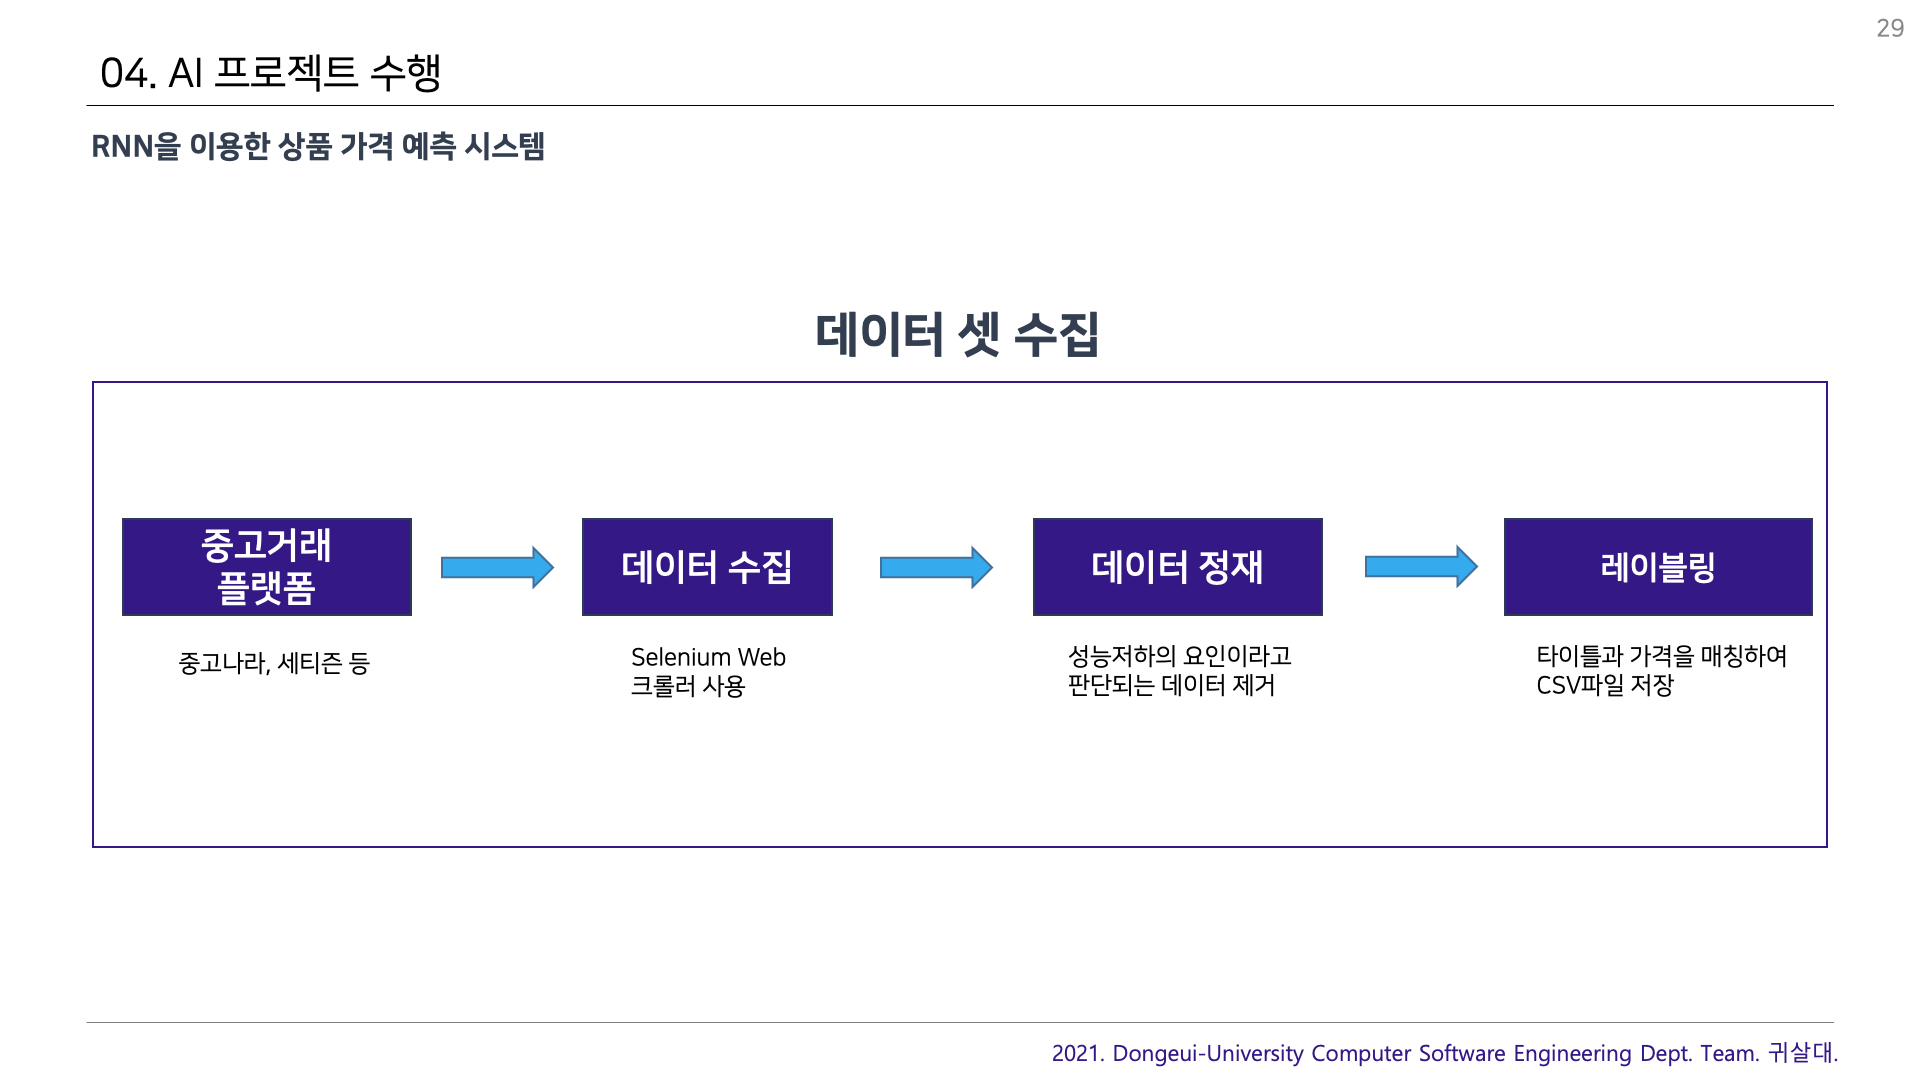 29
04. AI 프로젝트 수행
RNN을 이용한 상품 가격 예측 시스템
데이터 셋 수집
중고거래
플랫폼
데이터 수집
데이터 정재
레이블링
중고나라, 세티즌 등
Selenium Web
크롤러 사용
성능저하의 요인이라고
판단되는 데이터 제거
타이틀과 가격을 매칭하여
CSV파일 저장
2021. Dongeui-University Computer Software Engineering Dept. Team. 귀살대.